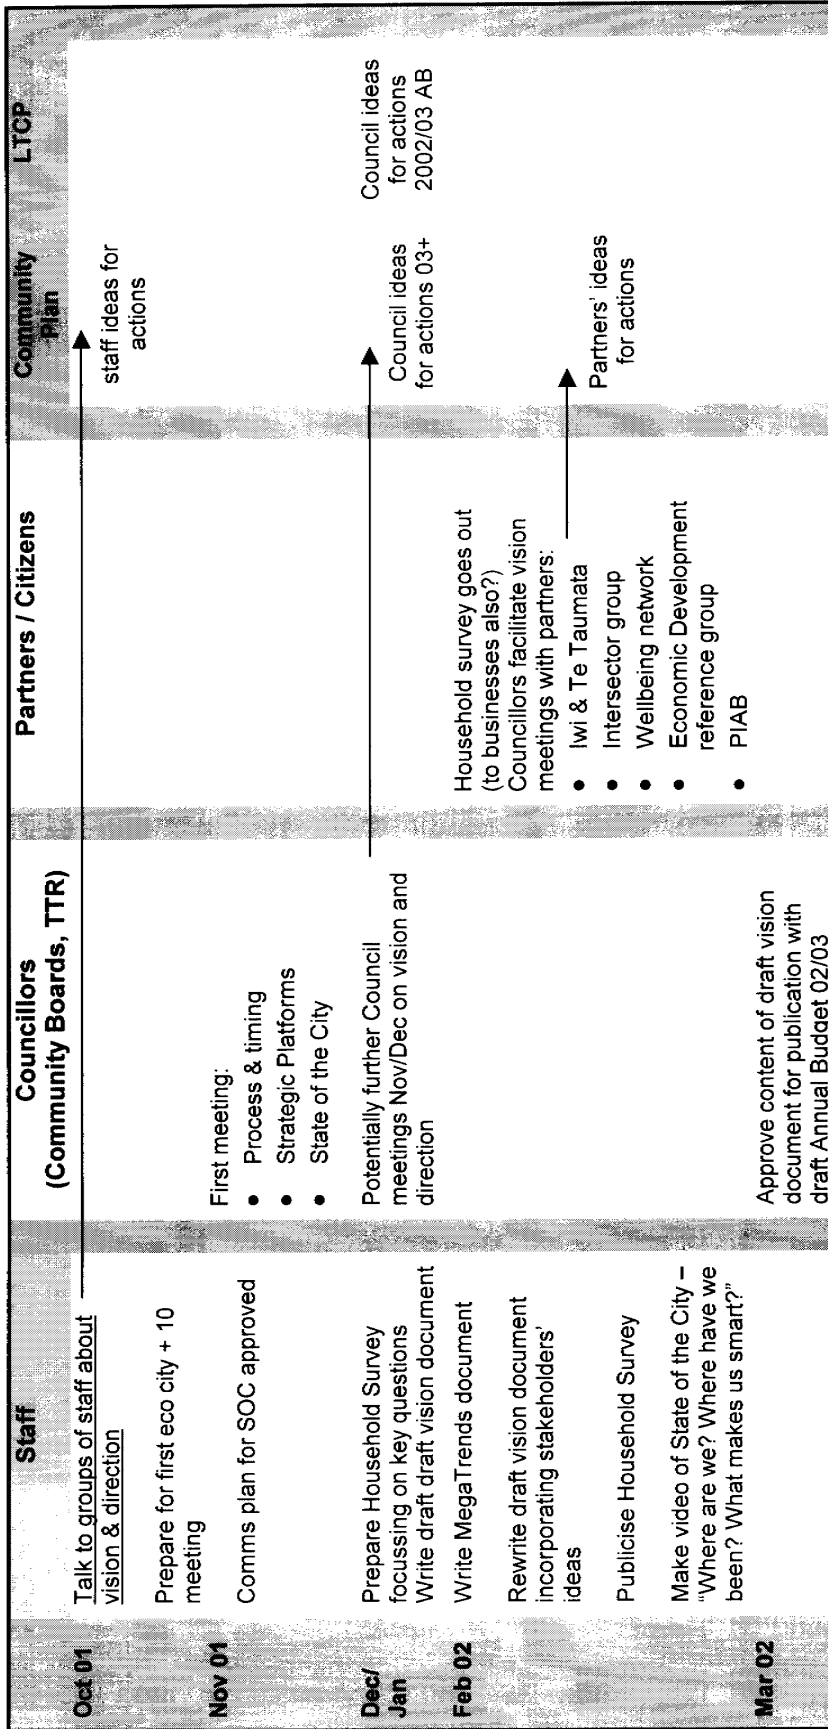 Staff
Councillors
(Community Boards, TTR)
Partners / Citizens
Community
Plan
LTCP
Oct 01
Talk to groups of staff about
vision & direction
staff ideas for
actions
Prepare for first eco city + 10
meeting
Nov 01
Comms plan for SOC approved
First meeting:
● Process & timing
● Strategic Platforms
● State of the City
Dec/
Jan
Prepare Household Survey
focussing on key questions
Write draft draft vision document
Potentially further Council
meetings Nov/Dec on vision and
direction
Council ideas
for actions 03+
Council ideas
for actions
2002/03 AB
Feb 02
Write MegaTrends document
Rewrite draft vision document
incorporating stakeholders'
ideas
Publicise Household Survey
Make video of State of the City –
"Where are we? Where have we
been? What makes us smart?"
Household survey goes out
(to businesses also?)
Councillors facilitate vision
meetings with partners:
● Iwi & Te Taumata
● Intersector group
● Wellbeing network
● Economic Development
reference group
● PIAB
Partners' ideas
for actions
Mar 02
Approve content of draft vision
document for publication with
draft Annual Budget 02/03